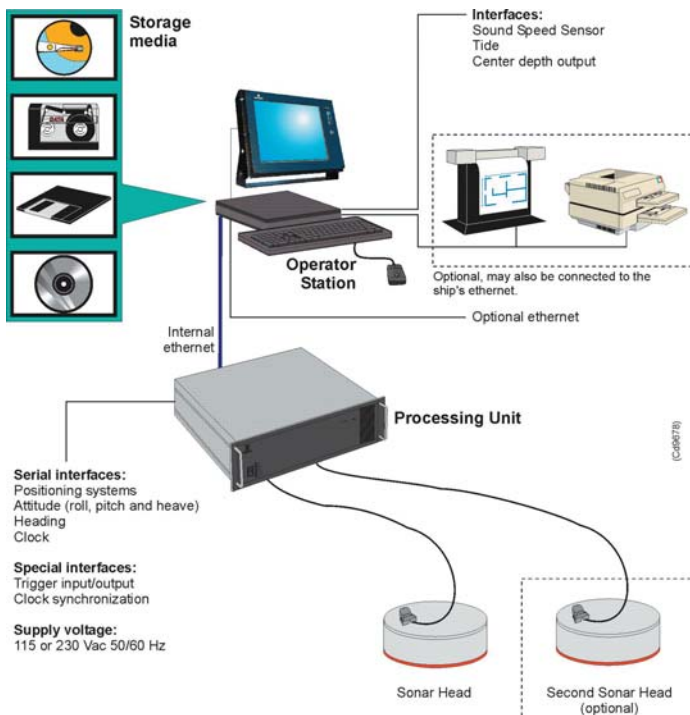 Storage
media
DATA
Interfaces:
Sound Speed Sensor
Tide
Center depth output
Operator
Station
Optional, may also be connected to the
ship's ethernet.
Optional ethernet
Internal
ethernet
Processing Unit
(Cd9678)
Serial interfaces:
Positioning systems
Attitude (roll, pitch and heave)
Heading
Clock
Special interfaces:
Trigger input/output
Clock synchronization
Supply voltage:
115 or 230 Vac 50/60 Hz
Sonar Head
Second Sonar Head
(optional)